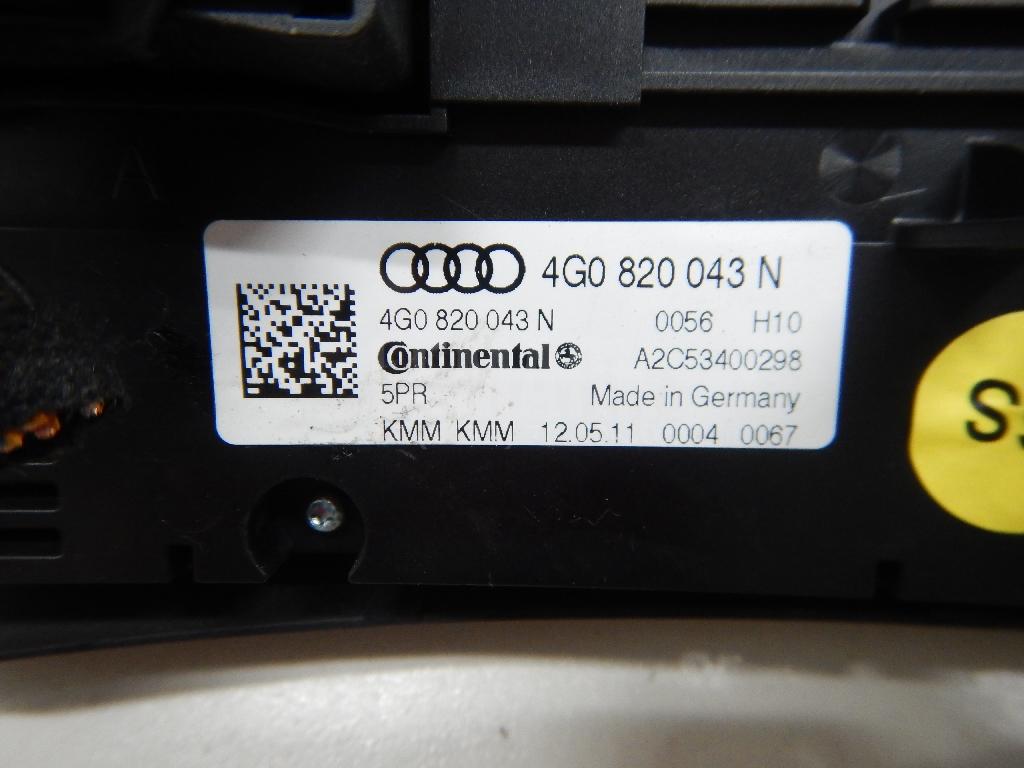 A
4G0 820 043 N
4G0 820 043 N 0056 H10
Continental A2C53400298
5PR Made in Germany
KMM KMM 12.05.11 0004 0067